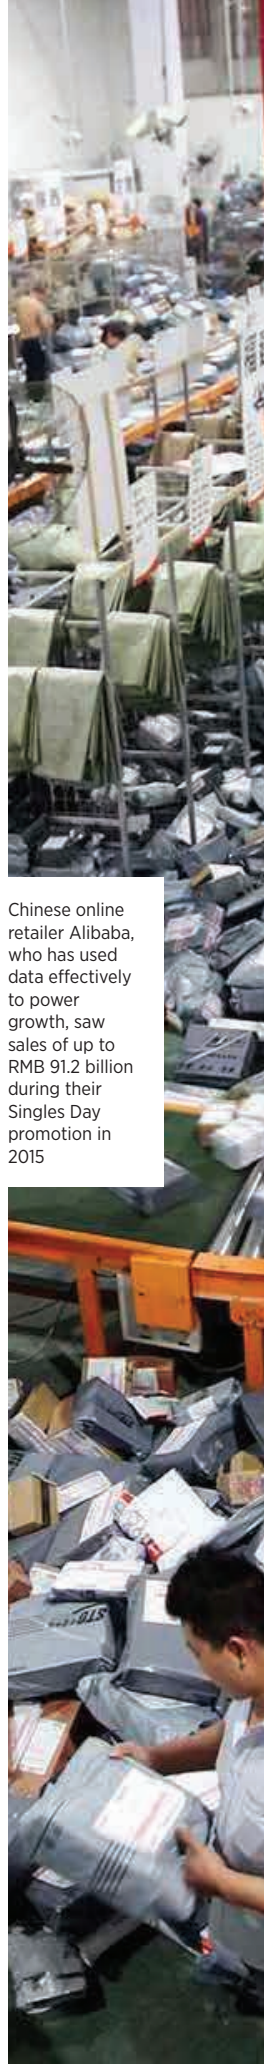 Chinese online
retailer Alibaba,
who has used
data effectively
to power
growth, saw
sales of up to
RMB 91.2 billion
during their
Singles Day
promotion in
2015
STO